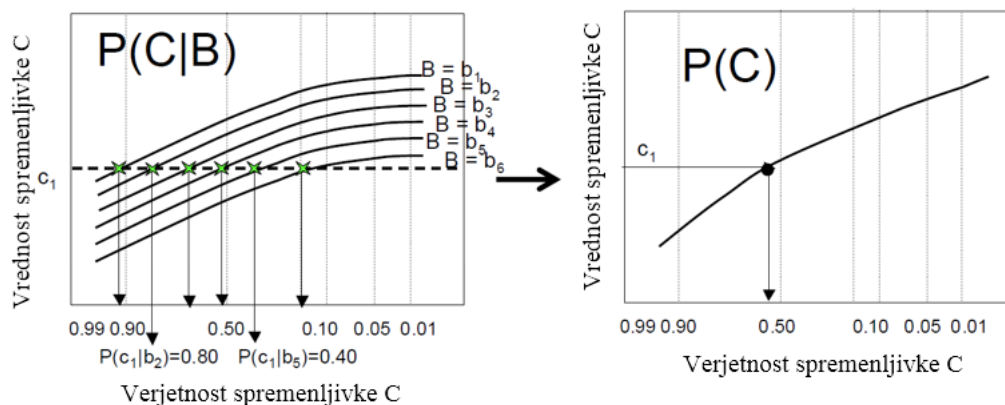 P(C|B)
B = b1
B = b2
B = b3
B = b4
B = b5
B = b6
c1
Vrednost spremenljivke C
0.99 0.90 0.50 0.10 0.05 0.01
P(c1|b2)=0.80 P(c1|b5)=0.40
Verjetnost spremenljivke C
P(C)
c1
Vrednost spremenljivke C
0.99 0.90 0.50 0.10 0.05 0.01
Verjetnost spremenljivke C